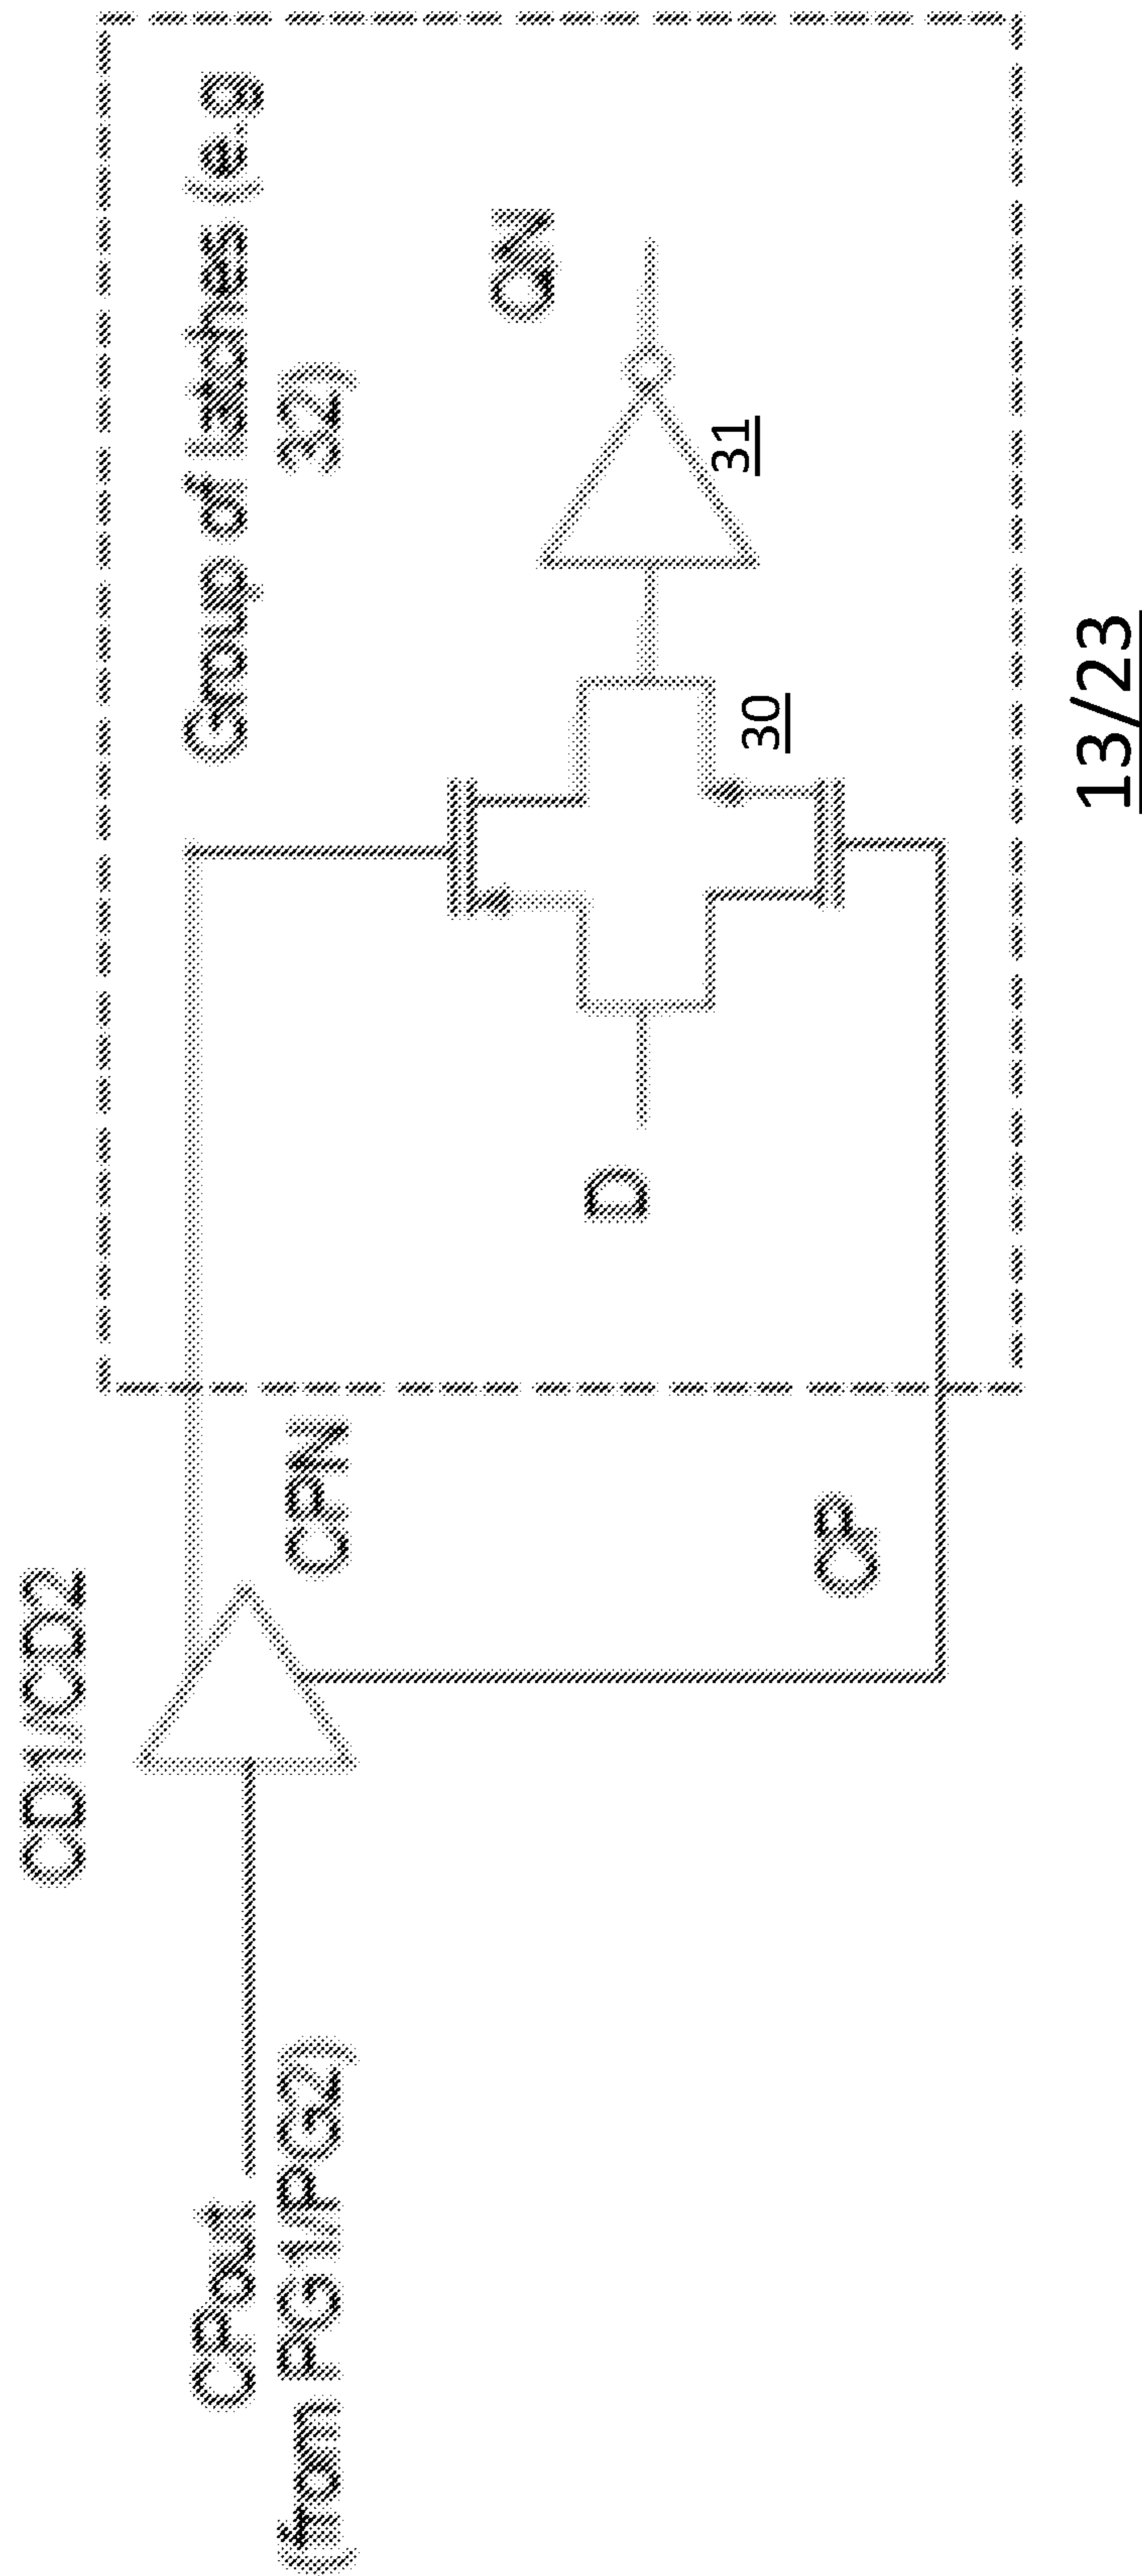 CD1/CD2
CPout
(from PG1/PG2)
CPN
CP
Group of latches (e.g
32)
D
QN
30
31
13/23